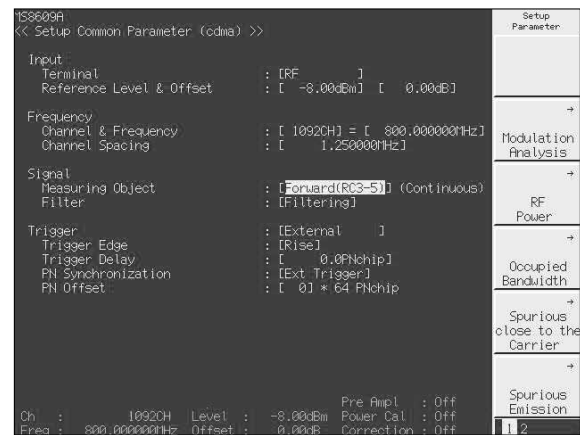 MS8609A
<< Setup Common Parameter (cdma) >>
Input
Terminal : [RF ]
Reference Level & Offset : [ -8.00dBm] [ 0.00dB]
Frequency
Channel & Frequency : [ 1092CH] = [ 800.000000MHz]
Channel Spacing : [ 1.250000MHz]
Signal
Measuring Object : [Forward(RC3-5)] (Continuous)
Filter : [Filtering]
Trigger : [External ]
Trigger Edge : [Rise]
Trigger Delay : [ 0.0PNchip]
PN Synchronization : [Ext Trigger]
PN Offset : [ 0] * 64 PNchip
Pre Ampl : Off
Ch : 1092CH Level : -8.00dBm Power Cal : Off
Freq : 800.000000MHz Offset : 0.00dB Correction : Off
Setup
Parameter
→
Modulation
Analysis
→
RF
Power
→
Occupied
Bandwidth
→
Spurious
close to the
Carrier
→
Spurious
Emission
1 2